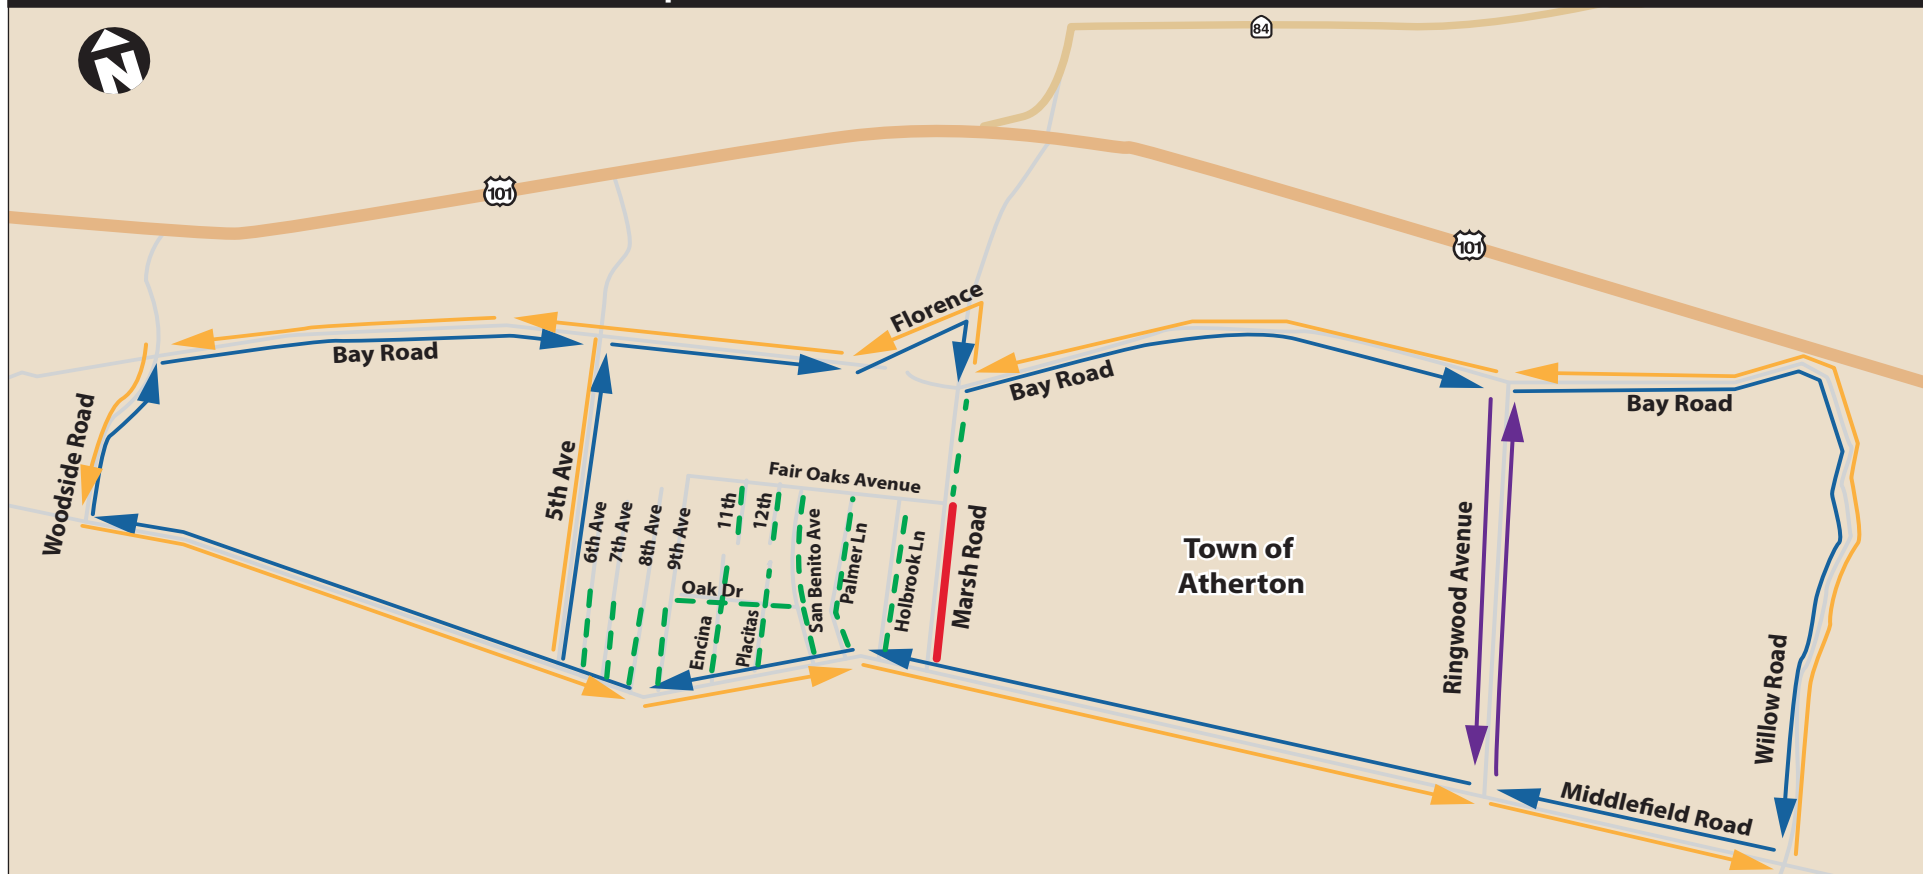 84
N
101
101
Florence
Bay Road
Bay Road
Bay Road
Woodside Road
5th Ave
Fair Oaks Avenue
6th Ave
7th Ave
8th Ave
9th Ave
11th
12th
San Benito Ave
Palmer Ln
Holbrook Ln
Marsh Road
Oak Dr
Encina
Placitas
Town of
Atherton
Ringwood Avenue
Willow Road
Middlefield Road